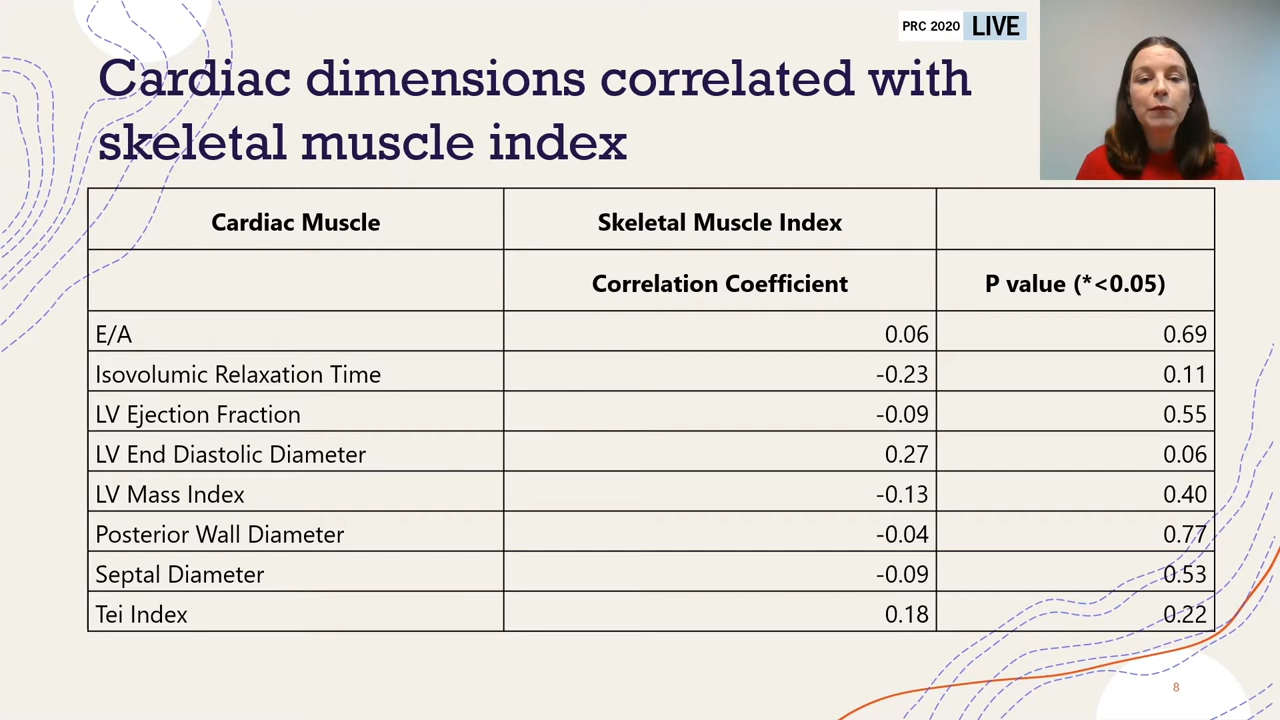 PRC 2020 LIVE
Cardiac dimensions correlated with
skeletal muscle index
Cardiac Muscle Skeletal Muscle Index
Correlation Coefficient P value (*<0.05)
E/A 0.06 0.69
Isovolumic Relaxation Time -0.23 0.11
LV Ejection Fraction -0.09 0.55
LV End Diastolic Diameter 0.27 0.06
LV Mass Index -0.13 0.40
Posterior Wall Diameter -0.04 0.77
Septal Diameter -0.09 0.53
Tei Index 0.18 0.22
8